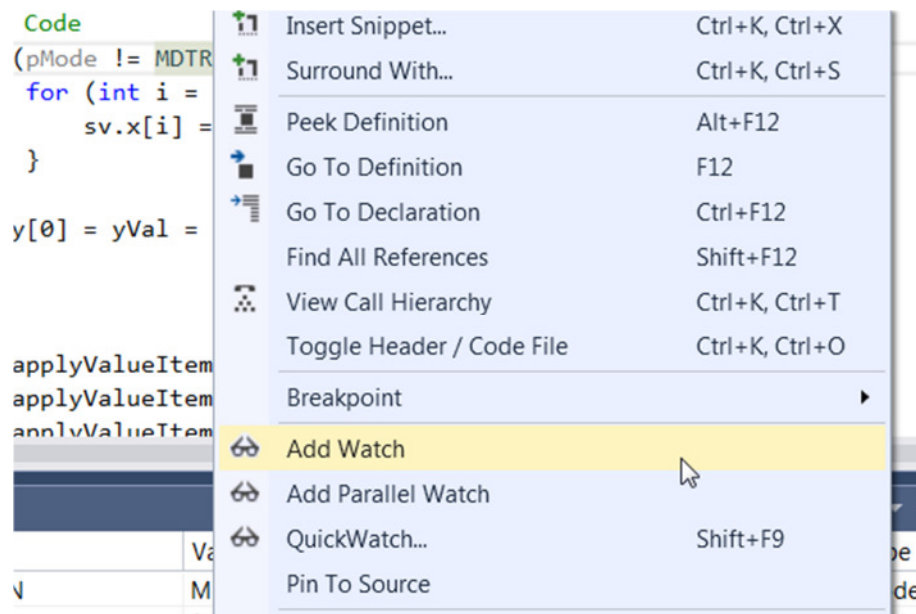 Code
(pMode != MDTR
for (int i =
sv.x[i] =
}
y[0] = yVal =
applyValueItem
applyValueItem
applyValueItem
Insert Snippet... Ctrl+K, Ctrl+X
Surround With... Ctrl+K, Ctrl+S
Peek Definition Alt+F12
Go To Definition F12
Go To Declaration Ctrl+F12
Find All References Shift+F12
View Call Hierarchy Ctrl+K, Ctrl+T
Toggle Header / Code File Ctrl+K, Ctrl+O
Breakpoint
Add Watch
Add Parallel Watch
QuickWatch... Shift+F9
Pin To Source